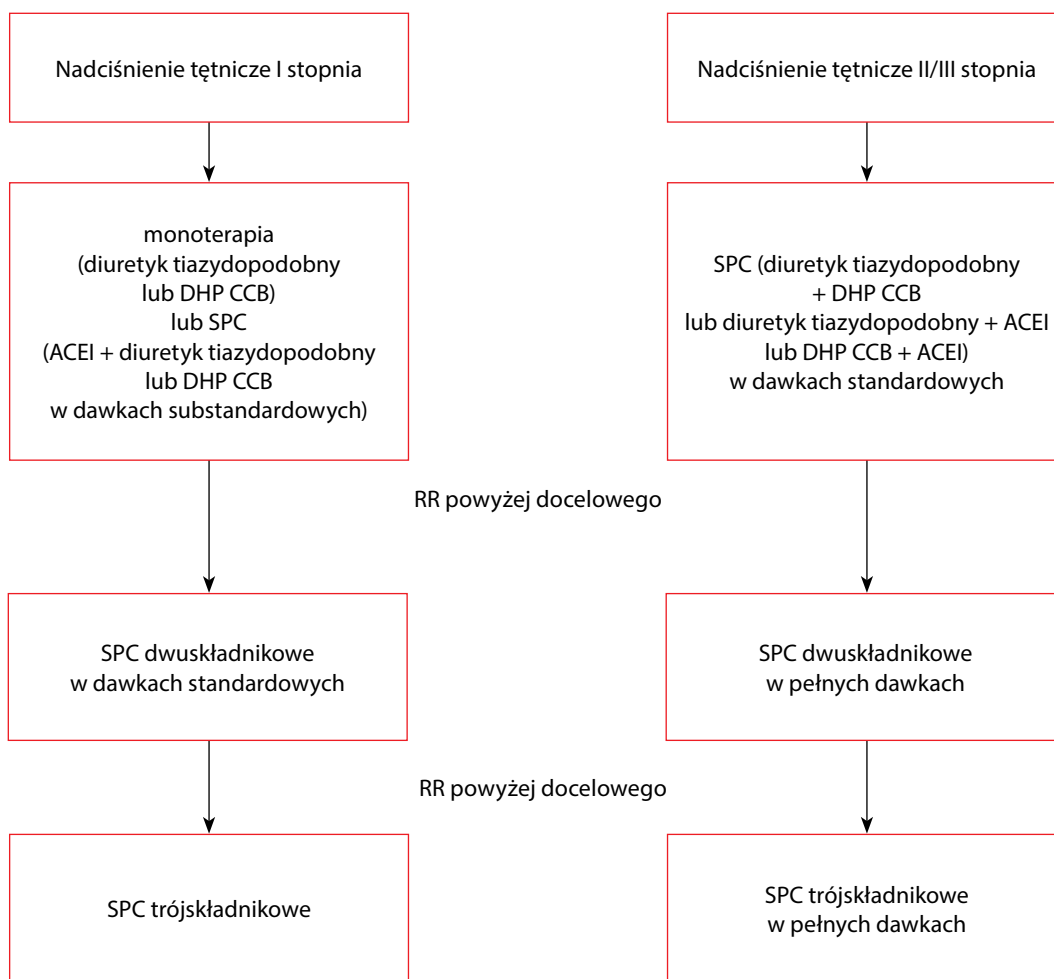 Nadciśnienie tętnicze I stopnia
Nadciśnienie tętnicze II/III stopnia
monoterapia
(diuretyk tiazydopodobny
lub DHP CCB)
lub SPC
(ACEI + diuretyk tiazydopodobny
lub DHP CCB
w dawkach substandardowych)
SPC (diuretyk tiazydopodobny
+ DHP CCB
lub diuretyk tiazydopodobny + ACEI
lub DHP CCB + ACEI)
w dawkach standardowych
RR powyżej docelowego
SPC dwuskładnikowe
w dawkach standardowych
SPC dwuskładnikowe
w pełnych dawkach
RR powyżej docelowego
SPC trójskładnikowe
SPC trójskładnikowe
w pełnych dawkach